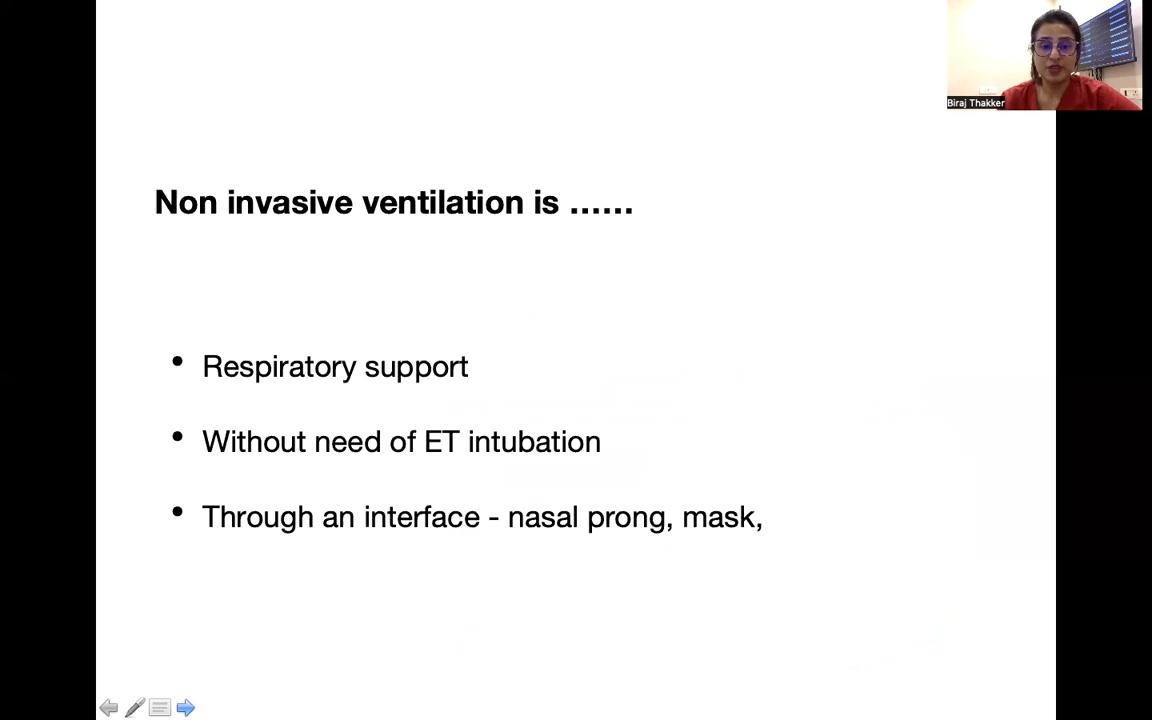 Biraj Thakker
Non invasive ventilation is ......
• Respiratory support
• Without need of ET intubation
• Through an interface - nasal prong, mask,